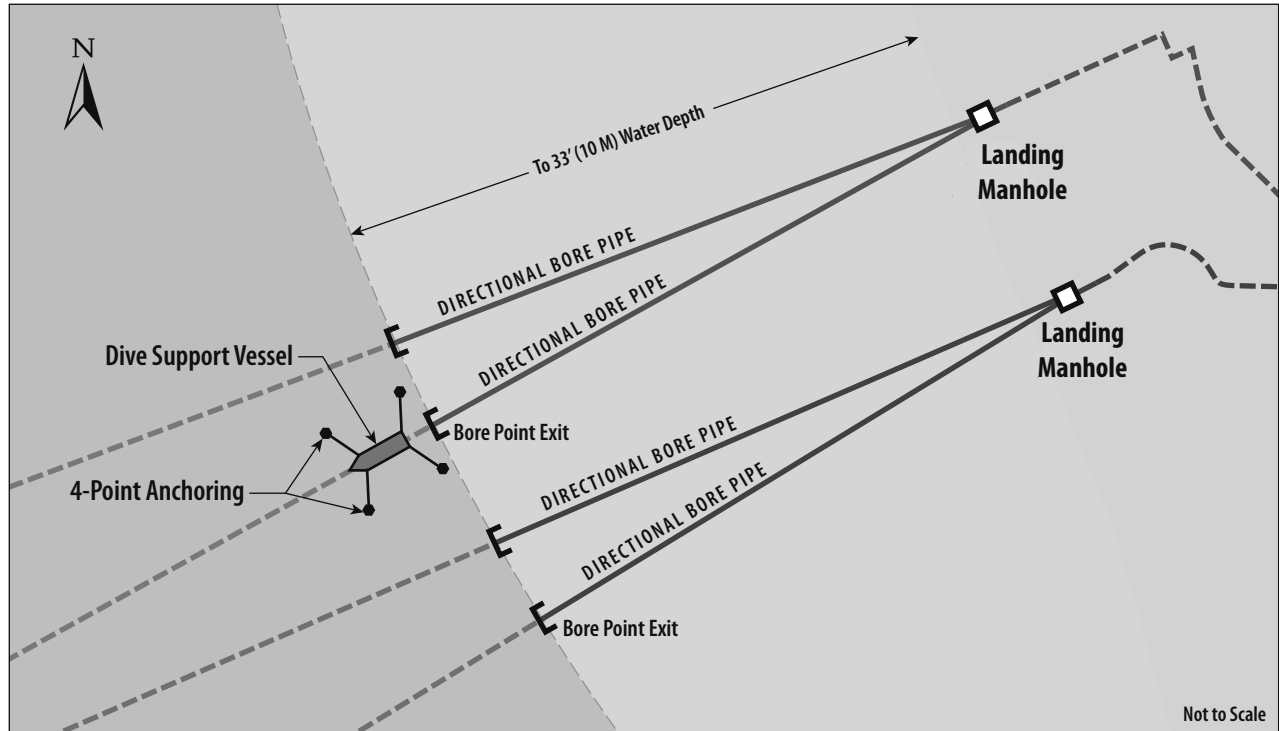 N
To 33' (10 M) Water Depth
Landing
Manhole
DIRECTIONAL BORE PIPE
DIRECTIONAL BORE PIPE
Landing
Manhole
Dive Support Vessel
Bore Point Exit
4-Point Anchoring
DIRECTIONAL BORE PIPE
DIRECTIONAL BORE PIPE
Bore Point Exit
Not to Scale